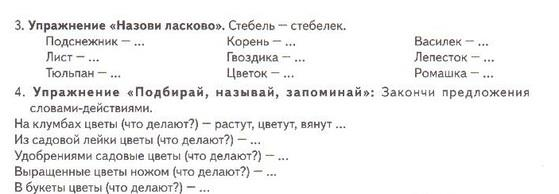 3. Упражнение «Назови ласково». Стебель — стебелек.
Подснежник — ... Корень — ... Василек — ...
Лист — ... Гвоздика — ... Лепесток — ...
Тюльпан — ... Цветок — ... Ромашка — ...
4. Упражнение «Подбирай, называй, запоминай»: Закончи предложения
словами-действиями.
На клумбах цветы (что делают?) — растут, цветут, вянут ...
Из садовой лейки цветы (что делают?) — ...
Удобрениями садовые цветы (что делают?) — ...
Выращенные цветы ножом (что делают?) — ...
В букеты цветы (что делают?) — ...